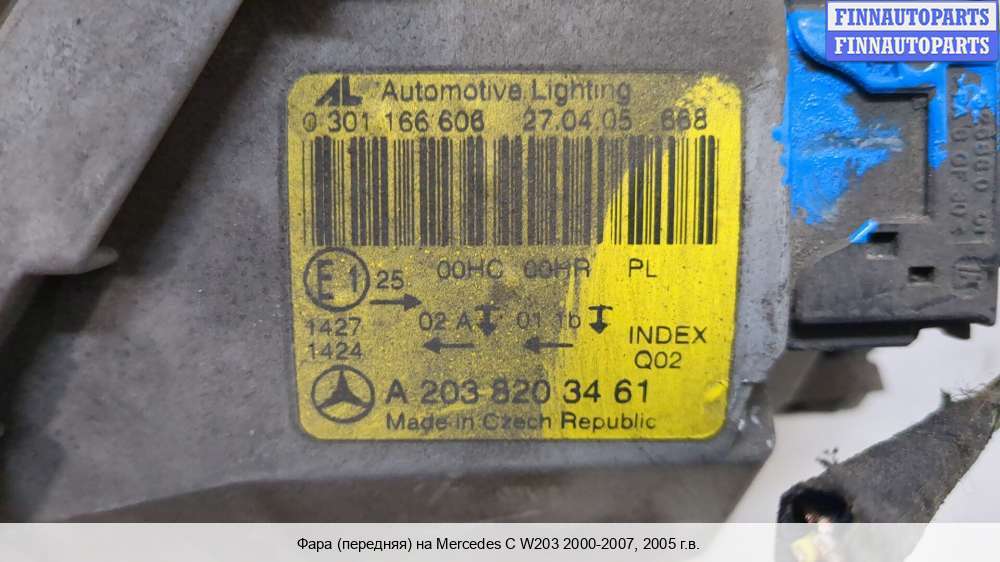 FINNAUTOPARTS
FINNAUTOPARTS
AL Automotive Lighting
0 301 166 606 27.04.05 668
E1 25 00HC 00HR PL
1427 02 A 01 1b
1424
INDEX
Q02
A 203 820 34 61
Made in Czech Republic
Фара (передняя) на Mercedes C W203 2000-2007, 2005 г.в.